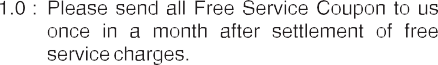 1.0 : Please send all Free Service Coupon to us
once in a month after settlement of free
service charges.